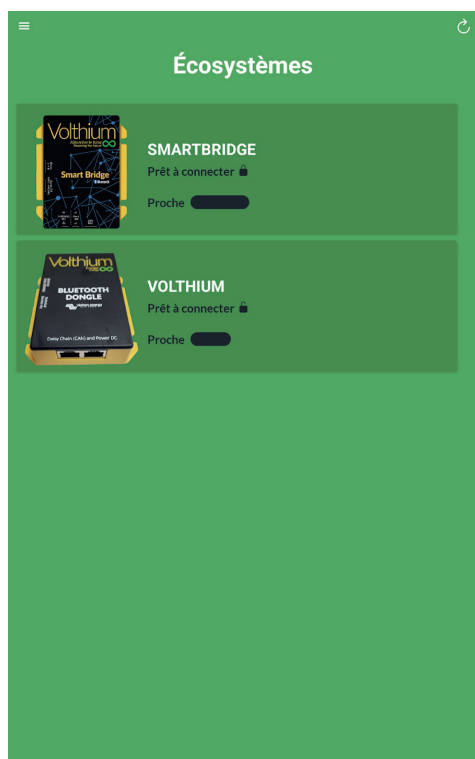 Écosystèmes
Volthium
Smart Bridge
Bluetooth
SMARTBRIDGE
Prêt à connecter
Proche
Volthium
BLUETOOTH
DONGLE
Daisy Chain (CAN) and Power DC
VOLTHIUM
Prêt à connecter
Proche